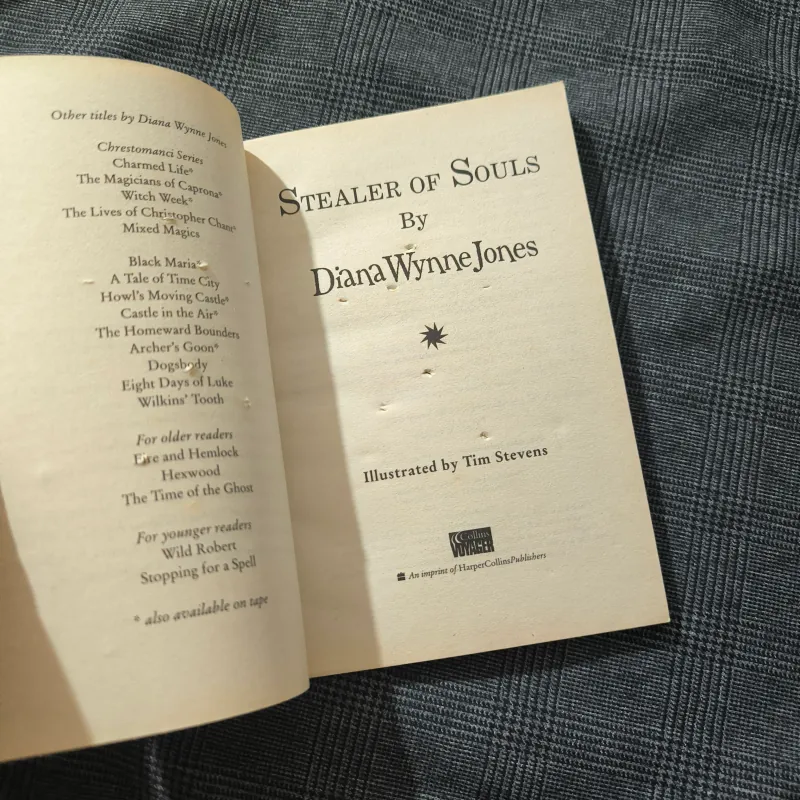 Other titles by Diana Wynne Jones
Chrestomanci Series
Charmed Life*
The Magicians of Caprona*
Witch Week*
The Lives of Christopher Chant*
Mixed Magics
Black Maria*
A Tale of Time City
Howl's Moving Castle*
Castle in the Air*
The Homeward Bounders
Archer's Goon*
Dogsbody
Eight Days of Luke
Wilkins' Tooth
For older readers
Fire and Hemlock
Hexwood
The Time of the Ghost
For younger readers
Wild Robert
Stopping for a Spell
* also available on tape
STEALER OF SOULS
By
Diana Wynne Jones
Illustrated by Tim Stevens
Collins
VOYAGER
An imprint of HarperCollinsPublishers